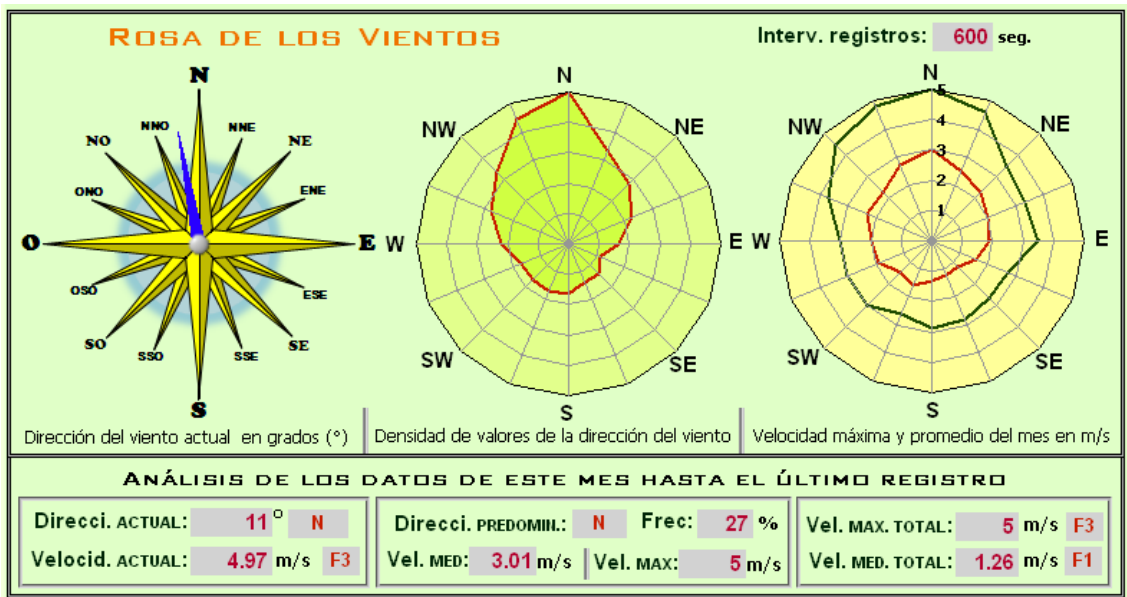 ROSA DE LOS VIENTOS
Interv. registros: 600 seg.
N
NNO
NNE
NO
NE
ONO
ENE
O
E
OSO
ESE
SO
SE
SSO
SSE
S
Dirección del viento actual en grados (°)
N
NW
NE
W
E
SW
SE
S
Densidad de valores de la dirección del viento
N
5
NW
NE
4
3
2
1
W
E
SW
SE
S
Velocidad máxima y promedio del mes en m/s
ANÁLISIS DE LOS DATOS DE ESTE MES HASTA EL ÚLTIMO REGISTRO
Direcci. ACTUAL: 11 ° N
Velocid. ACTUAL: 4.97 m/s F3
Direcci. PREDOMIN.: N Frec: 27 %
Vel. MED: 3.01 m/s Vel. MAX: 5 m/s
Vel. MAX. TOTAL: 5 m/s F3
Vel. MED. TOTAL: 1.26 m/s F1